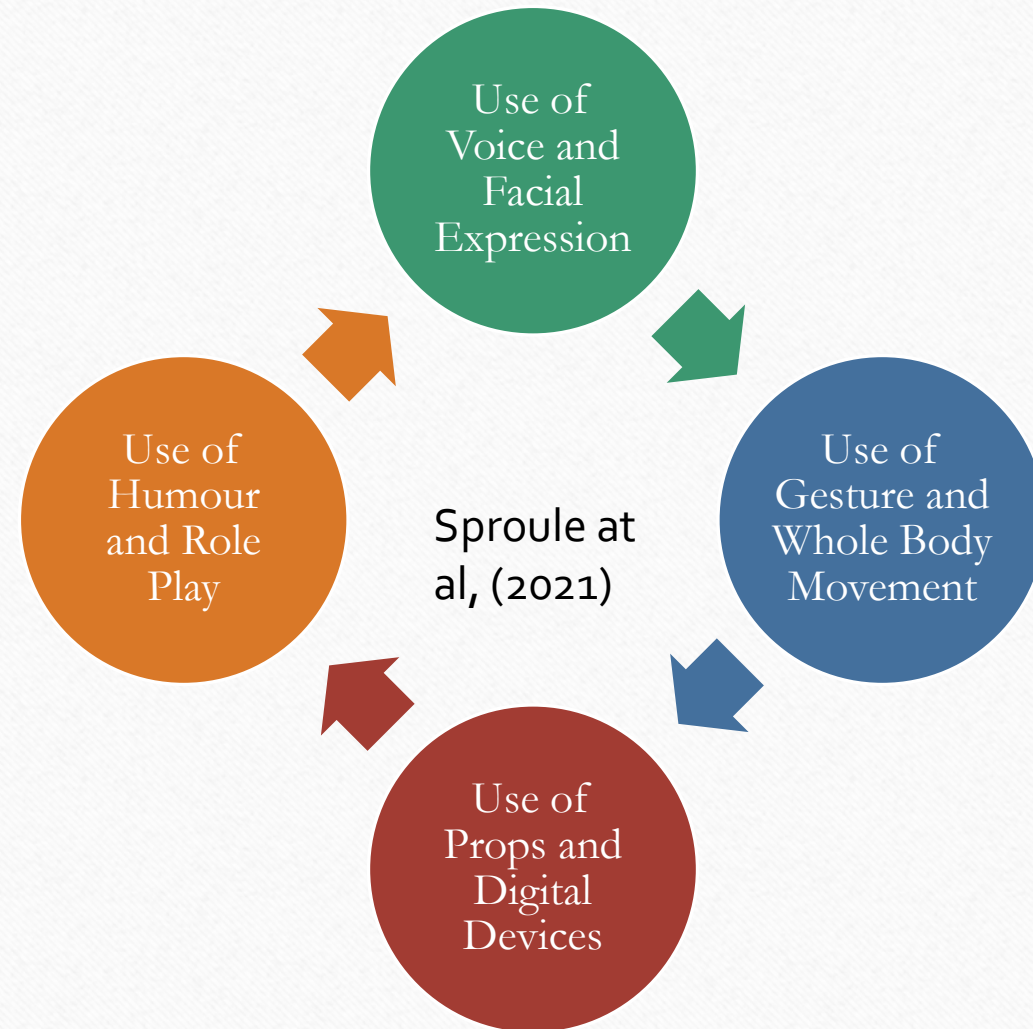 Use of
Voice and
Facial
Expression
Use of
Gesture and
Whole Body
Movement
Use of
Props and
Digital
Devices
Use of
Humour
and Role
Play
Sproule at
al, (2021)